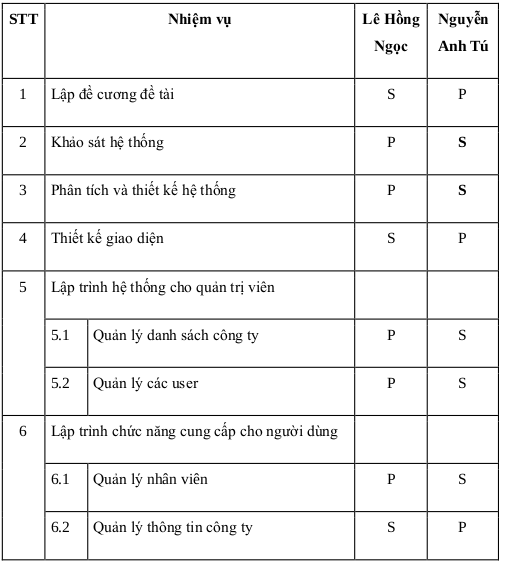 STT Nhiệm vụ Lê Hồng Ngọc Nguyễn Anh Tú
1 Lập đề cương đề tài S P
2 Khảo sát hệ thống P S
3 Phân tích và thiết kế hệ thống P S
4 Thiết kế giao diện S P
5 Lập trình hệ thống cho quản trị viên
5.1 Quản lý danh sách công ty P S
5.2 Quản lý các user P S
6 Lập trình chức năng cung cấp cho người dùng
6.1 Quản lý nhân viên P S
6.2 Quản lý thông tin công ty S P